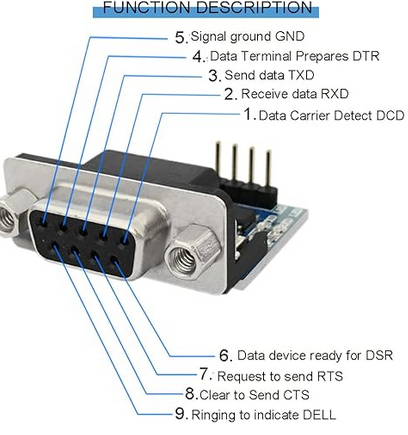 FUNCTION DESCRIPTION
5. Signal ground GND
4. Data Terminal Prepares DTR
3. Send data TXD
2. Receive data RXD
1. Data Carrier Detect DCD
6. Data device ready for DSR
7. Request to send RTS
8. Clear to Send CTS
9. Ringing to indicate DELL